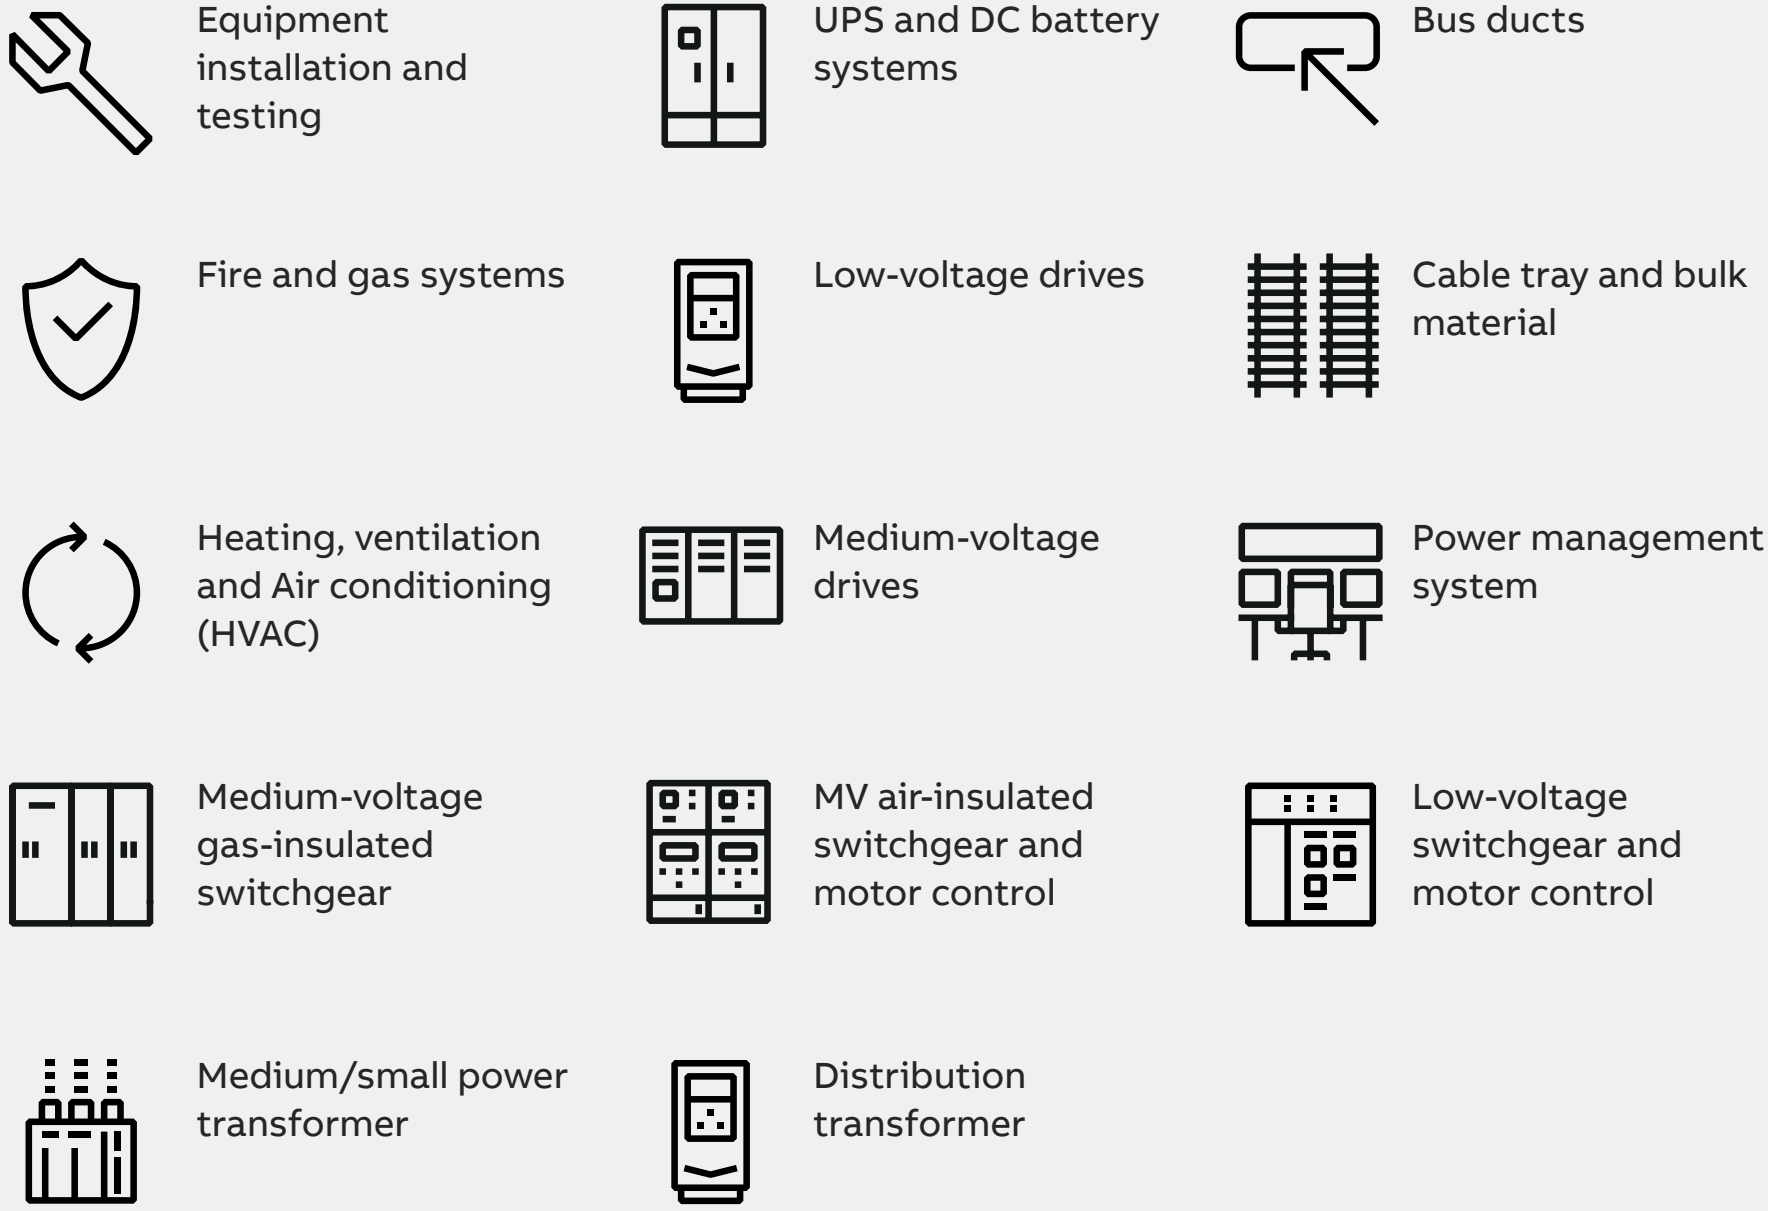 Equipment
installation and
testing
UPS and DC battery
systems
Bus ducts
Fire and gas systems
Low-voltage drives
Cable tray and bulk
material
Heating, ventilation
and Air conditioning
(HVAC)
Medium-voltage
drives
Power management
system
Medium-voltage
gas-insulated
switchgear
MV air-insulated
switchgear and
motor control
Low-voltage
switchgear and
motor control
Medium/small power
transformer
Distribution
transformer